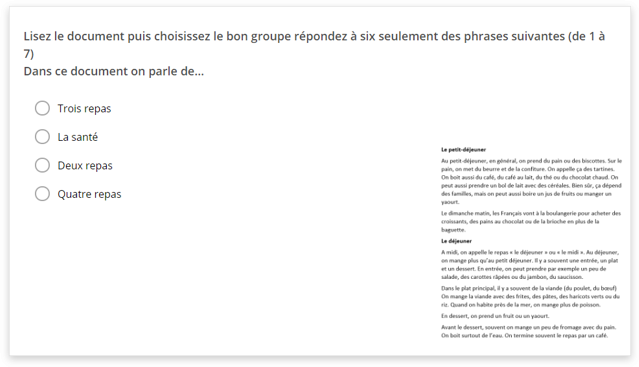 Lisez le document puis choisissez le bon groupe répondez à six seulement des phrases suivantes (de 1 à
7)
Dans ce document on parle de...
Trois repas
La santé
Deux repas
Quatre repas
Le petit-déjeuner
Au petit-déjeuner, en général, on prend du pain ou des biscottes. Sur le
pain, on met du beurre et de la confiture. On appelle ça des tartines.
On boit aussi du café, du café au lait, du thé ou du chocolat chaud. On
peut aussi prendre un bol de lait avec des céréales. Bien sûr, ça dépend
des familles, mais on peut aussi boire un jus de fruits ou manger un
yaourt.
Le dimanche matin, les Français vont à la boulangerie pour acheter des
croissants, des pains au chocolat ou de la brioche en plus de la
baguette.
Le déjeuner
A midi, on appelle le repas « le déjeuner » ou « le midi ». Au déjeuner,
on mange plus qu'au petit déjeuner. Il y a souvent une entrée, un plat
et un dessert. En entrée, on peut prendre par exemple un peu de
salade, des carottes râpées ou du jambon, du saucisson.
Dans le plat principal, il y a souvent de la viande (du poulet, du bœuf)
On mange la viande avec des frites, des pâtes, des haricots verts ou du
riz. Quand on habite près de la mer, on mange plus de poisson.
En dessert, on prend un fruit ou un yaourt.
Avant le dessert, souvent on mange un peu de fromage avec du pain.
On boit surtout de l'eau. On termine souvent le repas par un café.